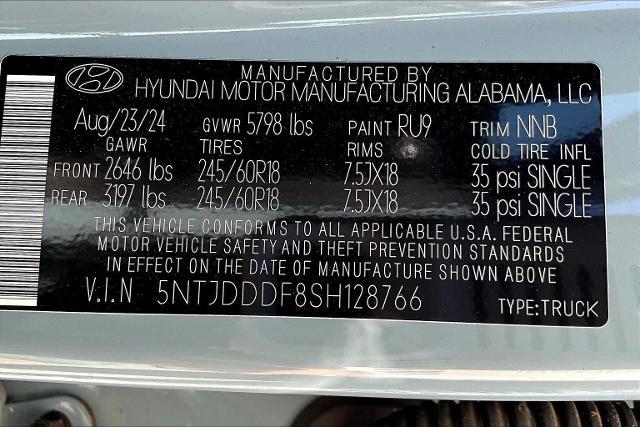 MANUFACTURED BY
HYUNDAI MOTOR MANUFACTURING ALABAMA, LLC
Aug/23/24 GVWR 5798 lbs PAINT RU9 TRIM NNB
GAWR TIRES RIMS COLD TIRE INFL
FRONT 2646 lbs 245/60R18 7.5JX18 35 psi SINGLE
REAR 3197 lbs 245/60R18 7.5JX18 35 psi SINGLE
THIS VEHICLE CONFORMS TO ALL APPLICABLE U.S.A. FEDERAL
MOTOR VEHICLE SAFETY AND THEFT PREVENTION STANDARDS
IN EFFECT ON THE DATE OF MANUFACTURE SHOWN ABOVE
V.I.N 5NTJDDDF8SH128766 TYPE:TRUCK